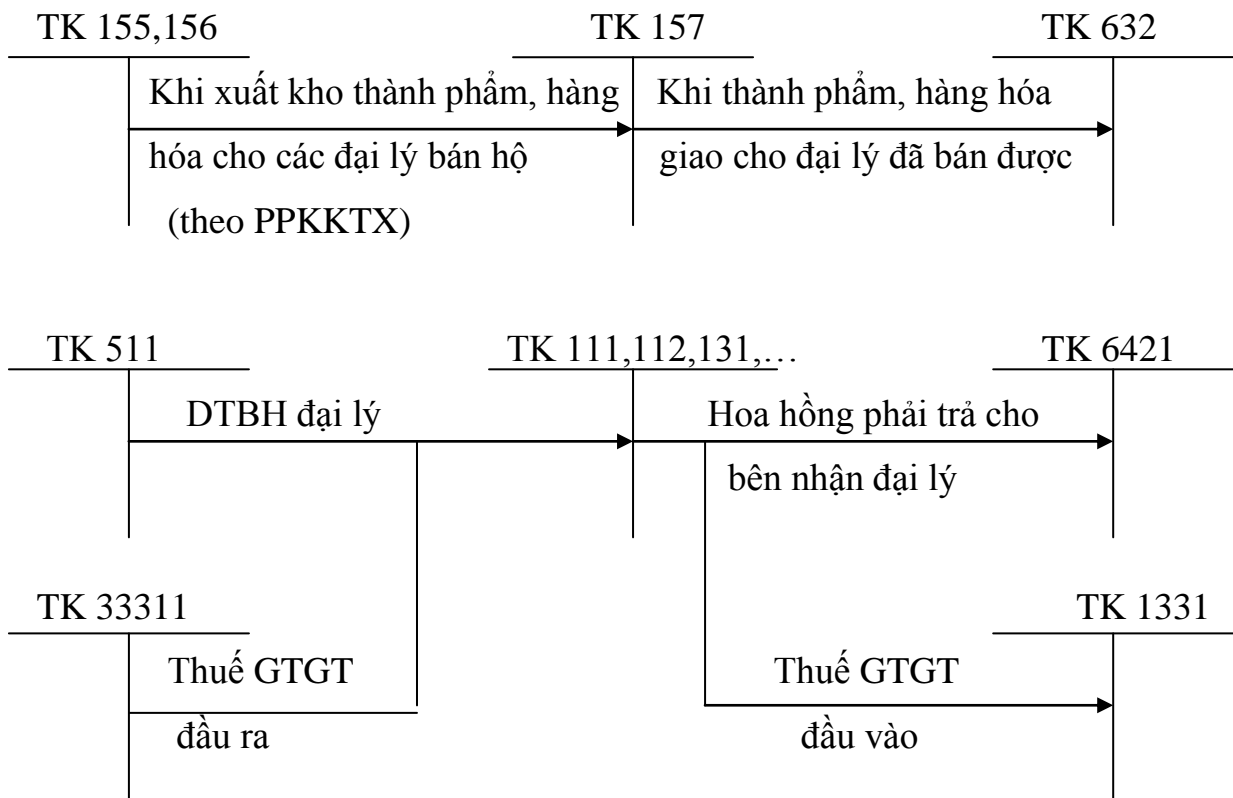 TK 155,156 TK 157 TK 632
Khi xuất kho thành phẩm, hàng Khi thành phẩm, hàng hóa
hóa cho các đại lý bán hộ giao cho đại lý đã bán được
(theo PPKKTX)
TK 511 TK 111,112,131,… TK 6421
DTBH đại lý Hoa hồng phải trả cho
bên nhận đại lý
TK 33311 TK 1331
Thuế GTGT Thuế GTGT
đầu ra đầu vào